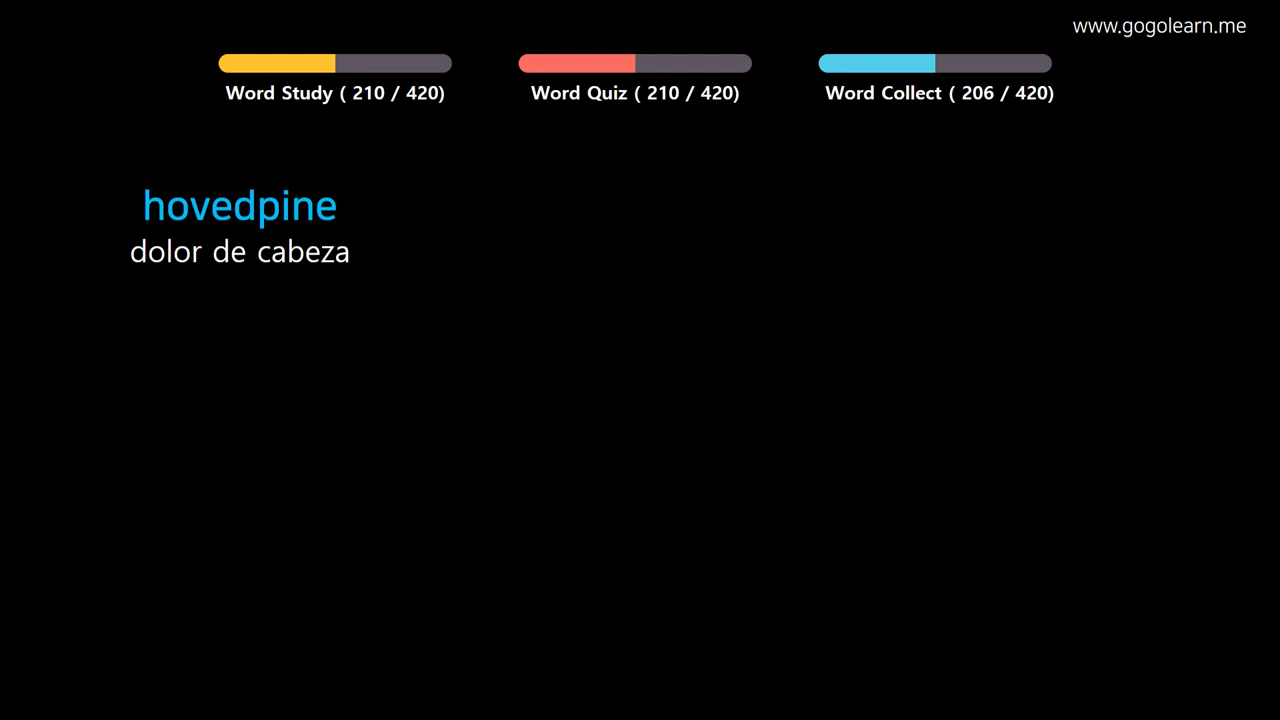 www.gogolearn.me
Word Study ( 210 / 420)
Word Quiz ( 210 / 420)
Word Collect ( 206 / 420)
hovedpine
dolor de cabeza